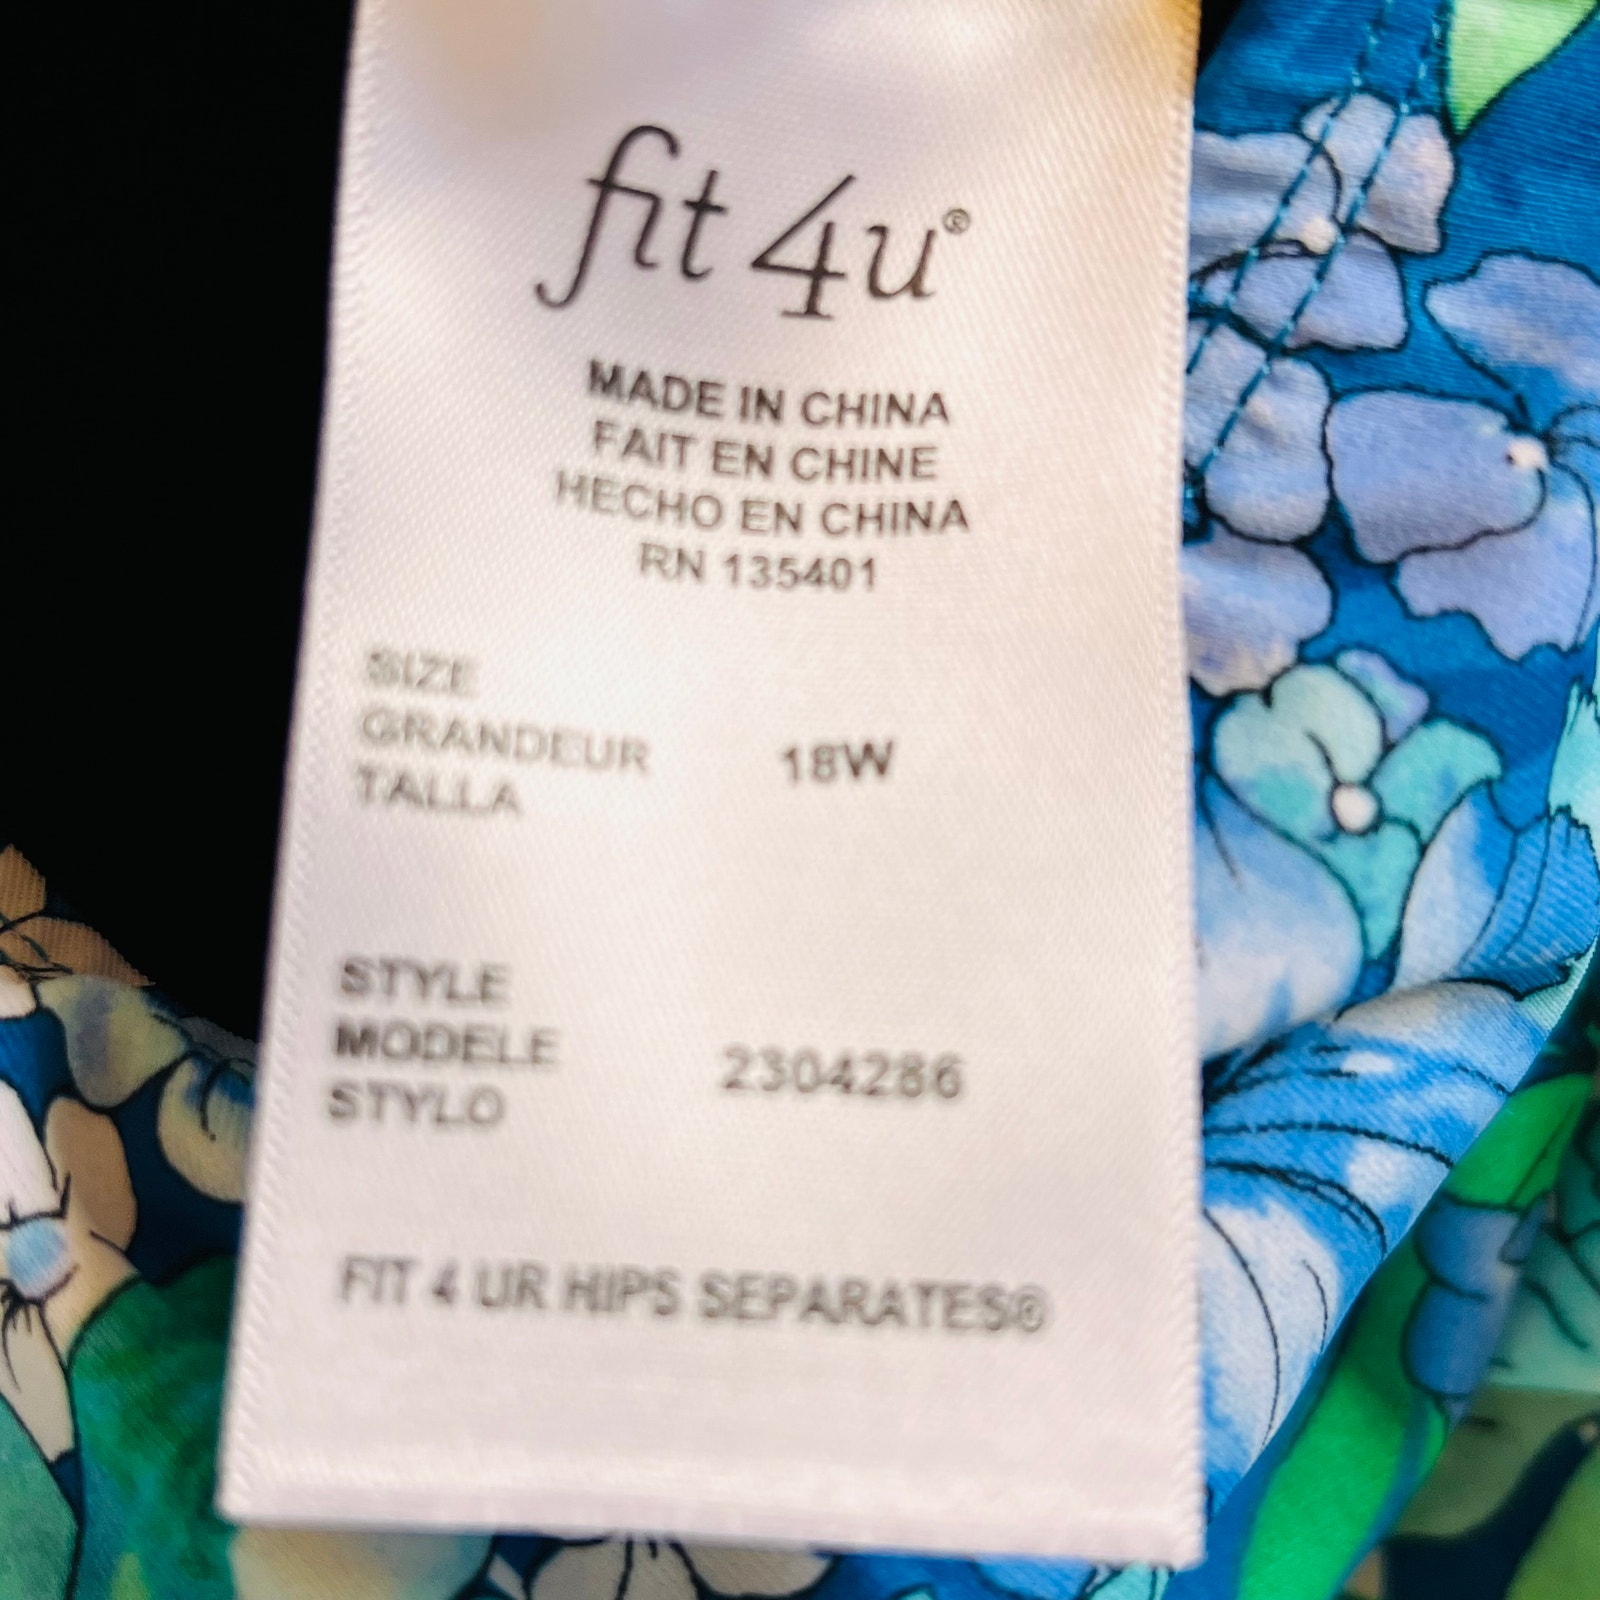 fit 4u®
MADE IN CHINA
FAIT EN CHINE
HECHO EN CHINA
RN 135401
SIZE
GRANDEUR 18W
TALLA
STYLE
MODELE 2304286
STYLO
FIT 4 UR HIPS SEPARATES®